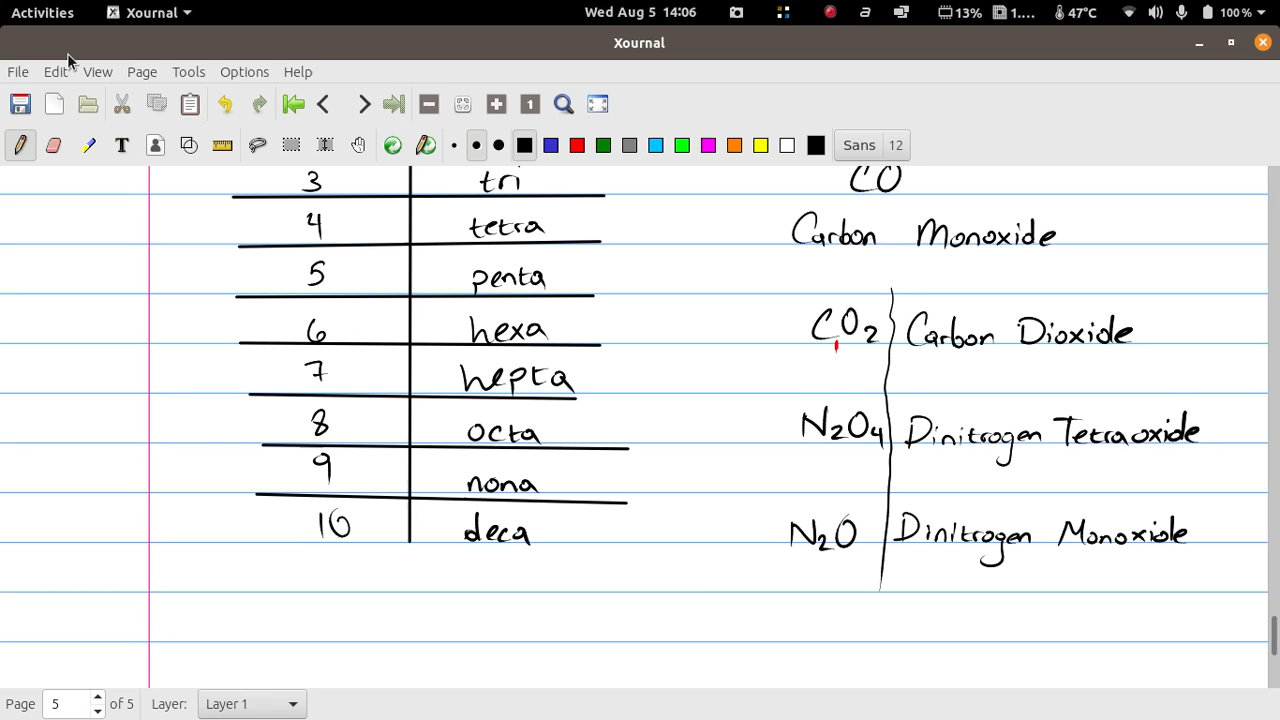 Activities Xournal Wed Aug 5 14:06 a 13% 1.... 47°C 100 %
Xournal
File Edit View Page Tools Options Help
T 1
Sans 12
3 tri
4 tetra
5 penta
6 hexa
7 hepta
8 octa
9 nona
10 deca
CO
Carbon Monoxide
CO2 Carbon Dioxide
N2O4 Dinitrogen Tetraoxide
N2O Dinitrogen Monoxide
Page 5 of 5 Layer: Layer 1